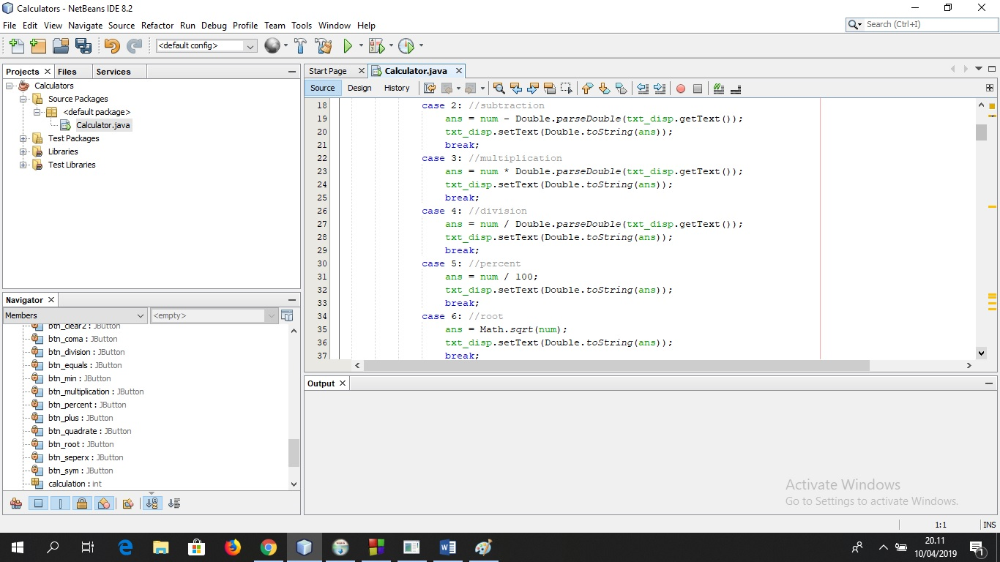 Calculators - NetBeans IDE 8.2
File Edit View Navigate Source Refactor Run Debug Profile Team Tools Window Help
Search (Ctrl+I)
<default config>
Projects Files Services
Calculators
Source Packages
<default package>
Calculator.java
Test Packages
Libraries
Test Libraries
Navigator
Members <empty>
btn_clear2 : JButton
btn_coma : JButton
btn_division : JButton
btn_equals : JButton
btn_min : JButton
btn_multiplication : JButton
btn_percent : JButton
btn_plus : JButton
btn_quadrate : JButton
btn_root : JButton
btn_seperx : JButton
btn_sym : JButton
calculation : int
Start Page Calculator.java
Source Design History
18 case 2: //subtraction
19 ans = num - Double.parseDouble(txt_disp.getText());
20 txt_disp.setText(Double.toString(ans));
21 break;
22 case 3: //multiplication
23 ans = num * Double.parseDouble(txt_disp.getText());
24 txt_disp.setText(Double.toString(ans));
25 break;
26 case 4: //division
27 ans = num / Double.parseDouble(txt_disp.getText());
28 txt_disp.setText(Double.toString(ans));
29 break;
30 case 5: //percent
31 ans = num / 100;
32 txt_disp.setText(Double.toString(ans));
33 break;
34 case 6: //root
35 ans = Math.sqrt(num);
36 txt_disp.setText(Double.toString(ans));
37 break;
Output
Activate Windows
Go to Settings to activate Windows.
1:1 INS
20.11
10/04/2019
1